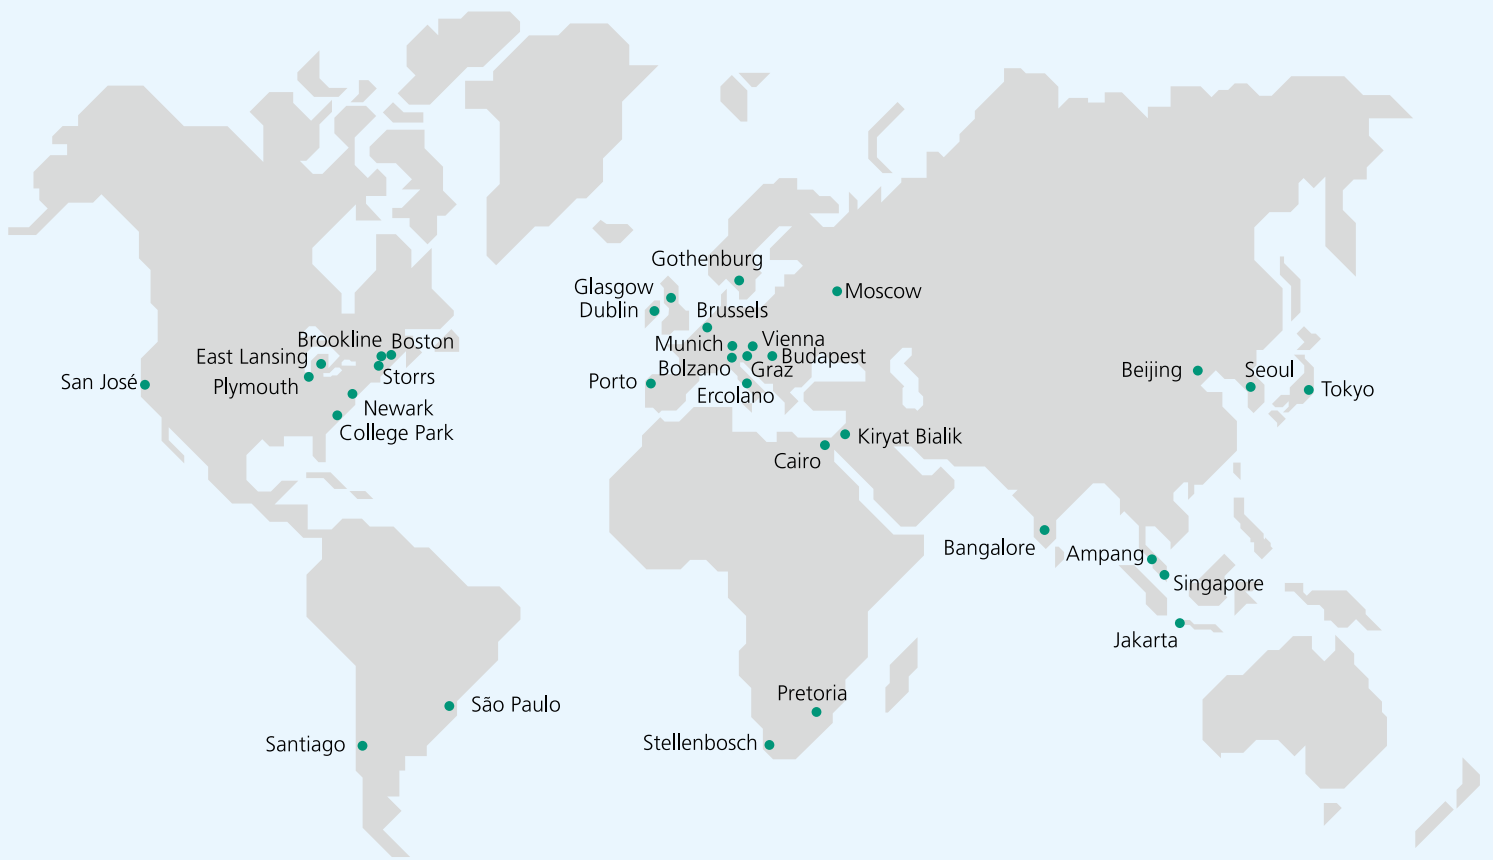 Gothenburg
Glasgow
Moscow
Dublin
Brussels
Brookline
Boston
Munich
Vienna
East Lansing
Budapest
Bolzano
Graz
Beijing
Seoul
San José
Plymouth
Storrs
Porto
Ercolano
Tokyo
Newark
College Park
Kiryat Bialik
Cairo
Bangalore
Ampang
Singapore
Jakarta
Pretoria
São Paulo
Santiago
Stellenbosch